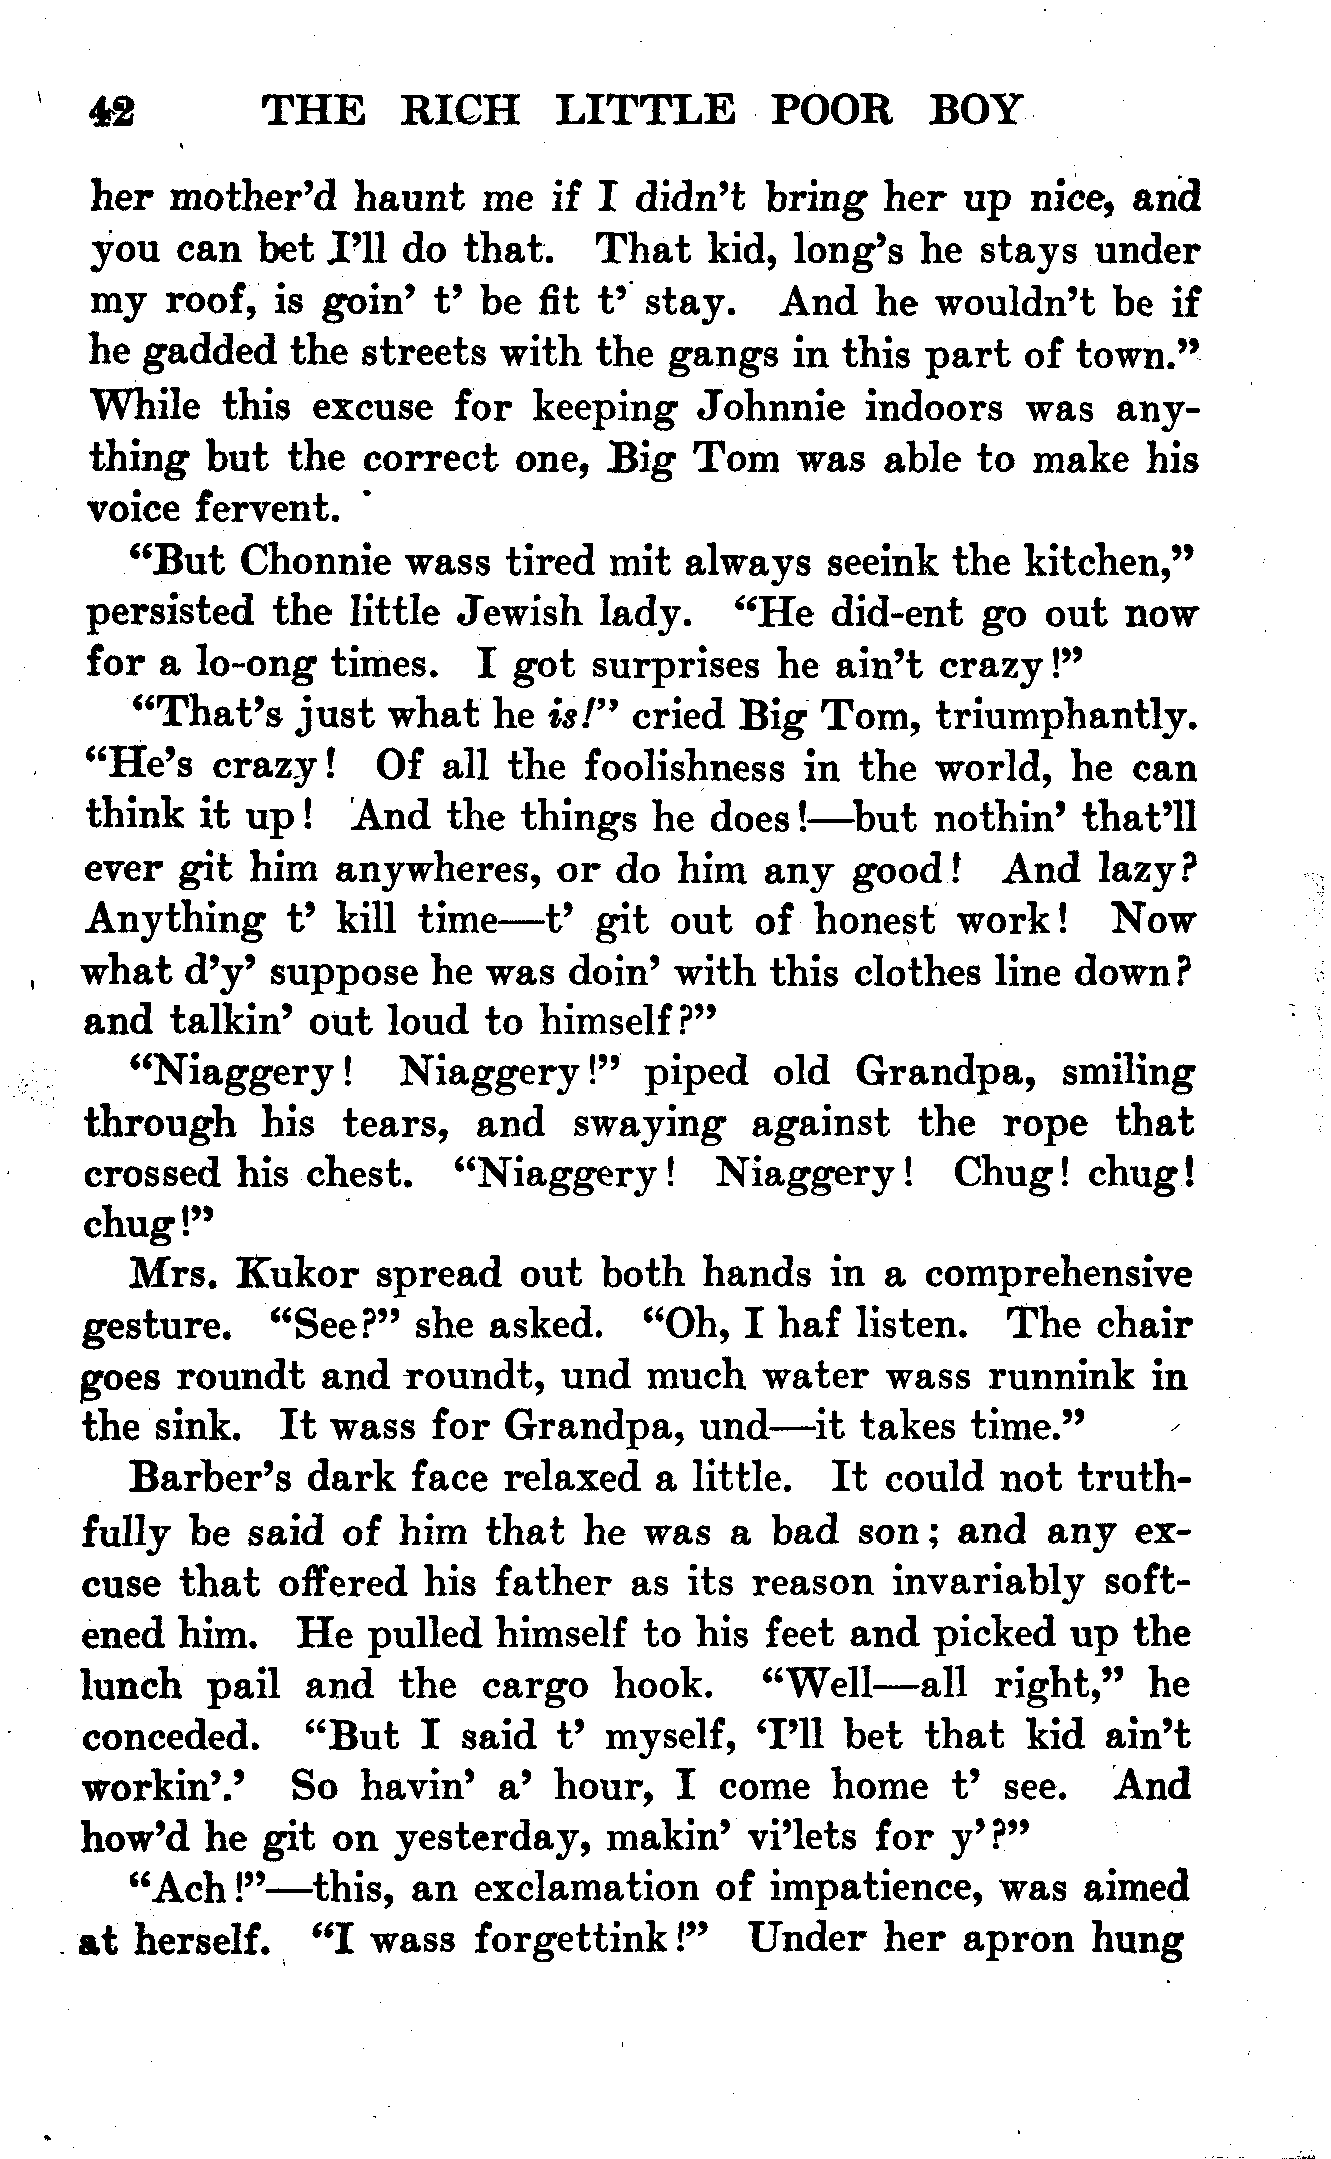 42 THE RICH LITTLE POOR BOY
her mother’d haunt me if I didn’t bring her up nice, and
you can bet I’ll do that. That kid, long’s he stays under
my roof, is goin’ t’ be fit t’ stay. And he wouldn’t be if
he gadded the streets with the gangs in this part of town.”
While this excuse for keeping Johnnie indoors was any-
thing but the correct one, Big Tom was able to make his
voice fervent.
“But Chonnie wass tired mit always seeink the kitchen,”
persisted the little Jewish lady. “He did-ent go out now
for a lo-ong times. I got surprises he ain’t crazy!”
“That’s just what he is!” cried Big Tom, triumphantly.
“He’s crazy! Of all the foolishness in the world, he can
think it up! And the things he does!—but nothin’ that’ll
ever git him anywheres, or do him any good! And lazy?
Anything t’ kill time—t’ git out of honest work! Now
what d’y’ suppose he was doin’ with this clothes line down?
and talkin’ out loud to himself?”
“Niaggery! Niaggery!” piped old Grandpa, smiling
through his tears, and swaying against the rope that
crossed his chest. “Niaggery! Niaggery! Chug! chug!
chug!”
Mrs. Kukor spread out both hands in a comprehensive
gesture. “See?” she asked. “Oh, I haf listen. The chair
goes roundt and roundt, und much water wass runnink in
the sink. It wass for Grandpa, und—it takes time.”
Barber’s dark face relaxed a little. It could not truth-
fully be said of him that he was a bad son; and any ex-
cuse that offered his father as its reason invariably soft-
ened him. He pulled himself to his feet and picked up the
lunch pail and the cargo hook. “Well—all right,” he
conceded. “But I said t’ myself, ‘I’ll bet that kid ain’t
workin’.’ So havin’ a’ hour, I come home t’ see. And
how’d he git on yesterday, makin’ vi’lets for y’?”
“Ach!”—this, an exclamation of impatience, was aimed
at herself. “I wass forgettink!” Under her apron hung